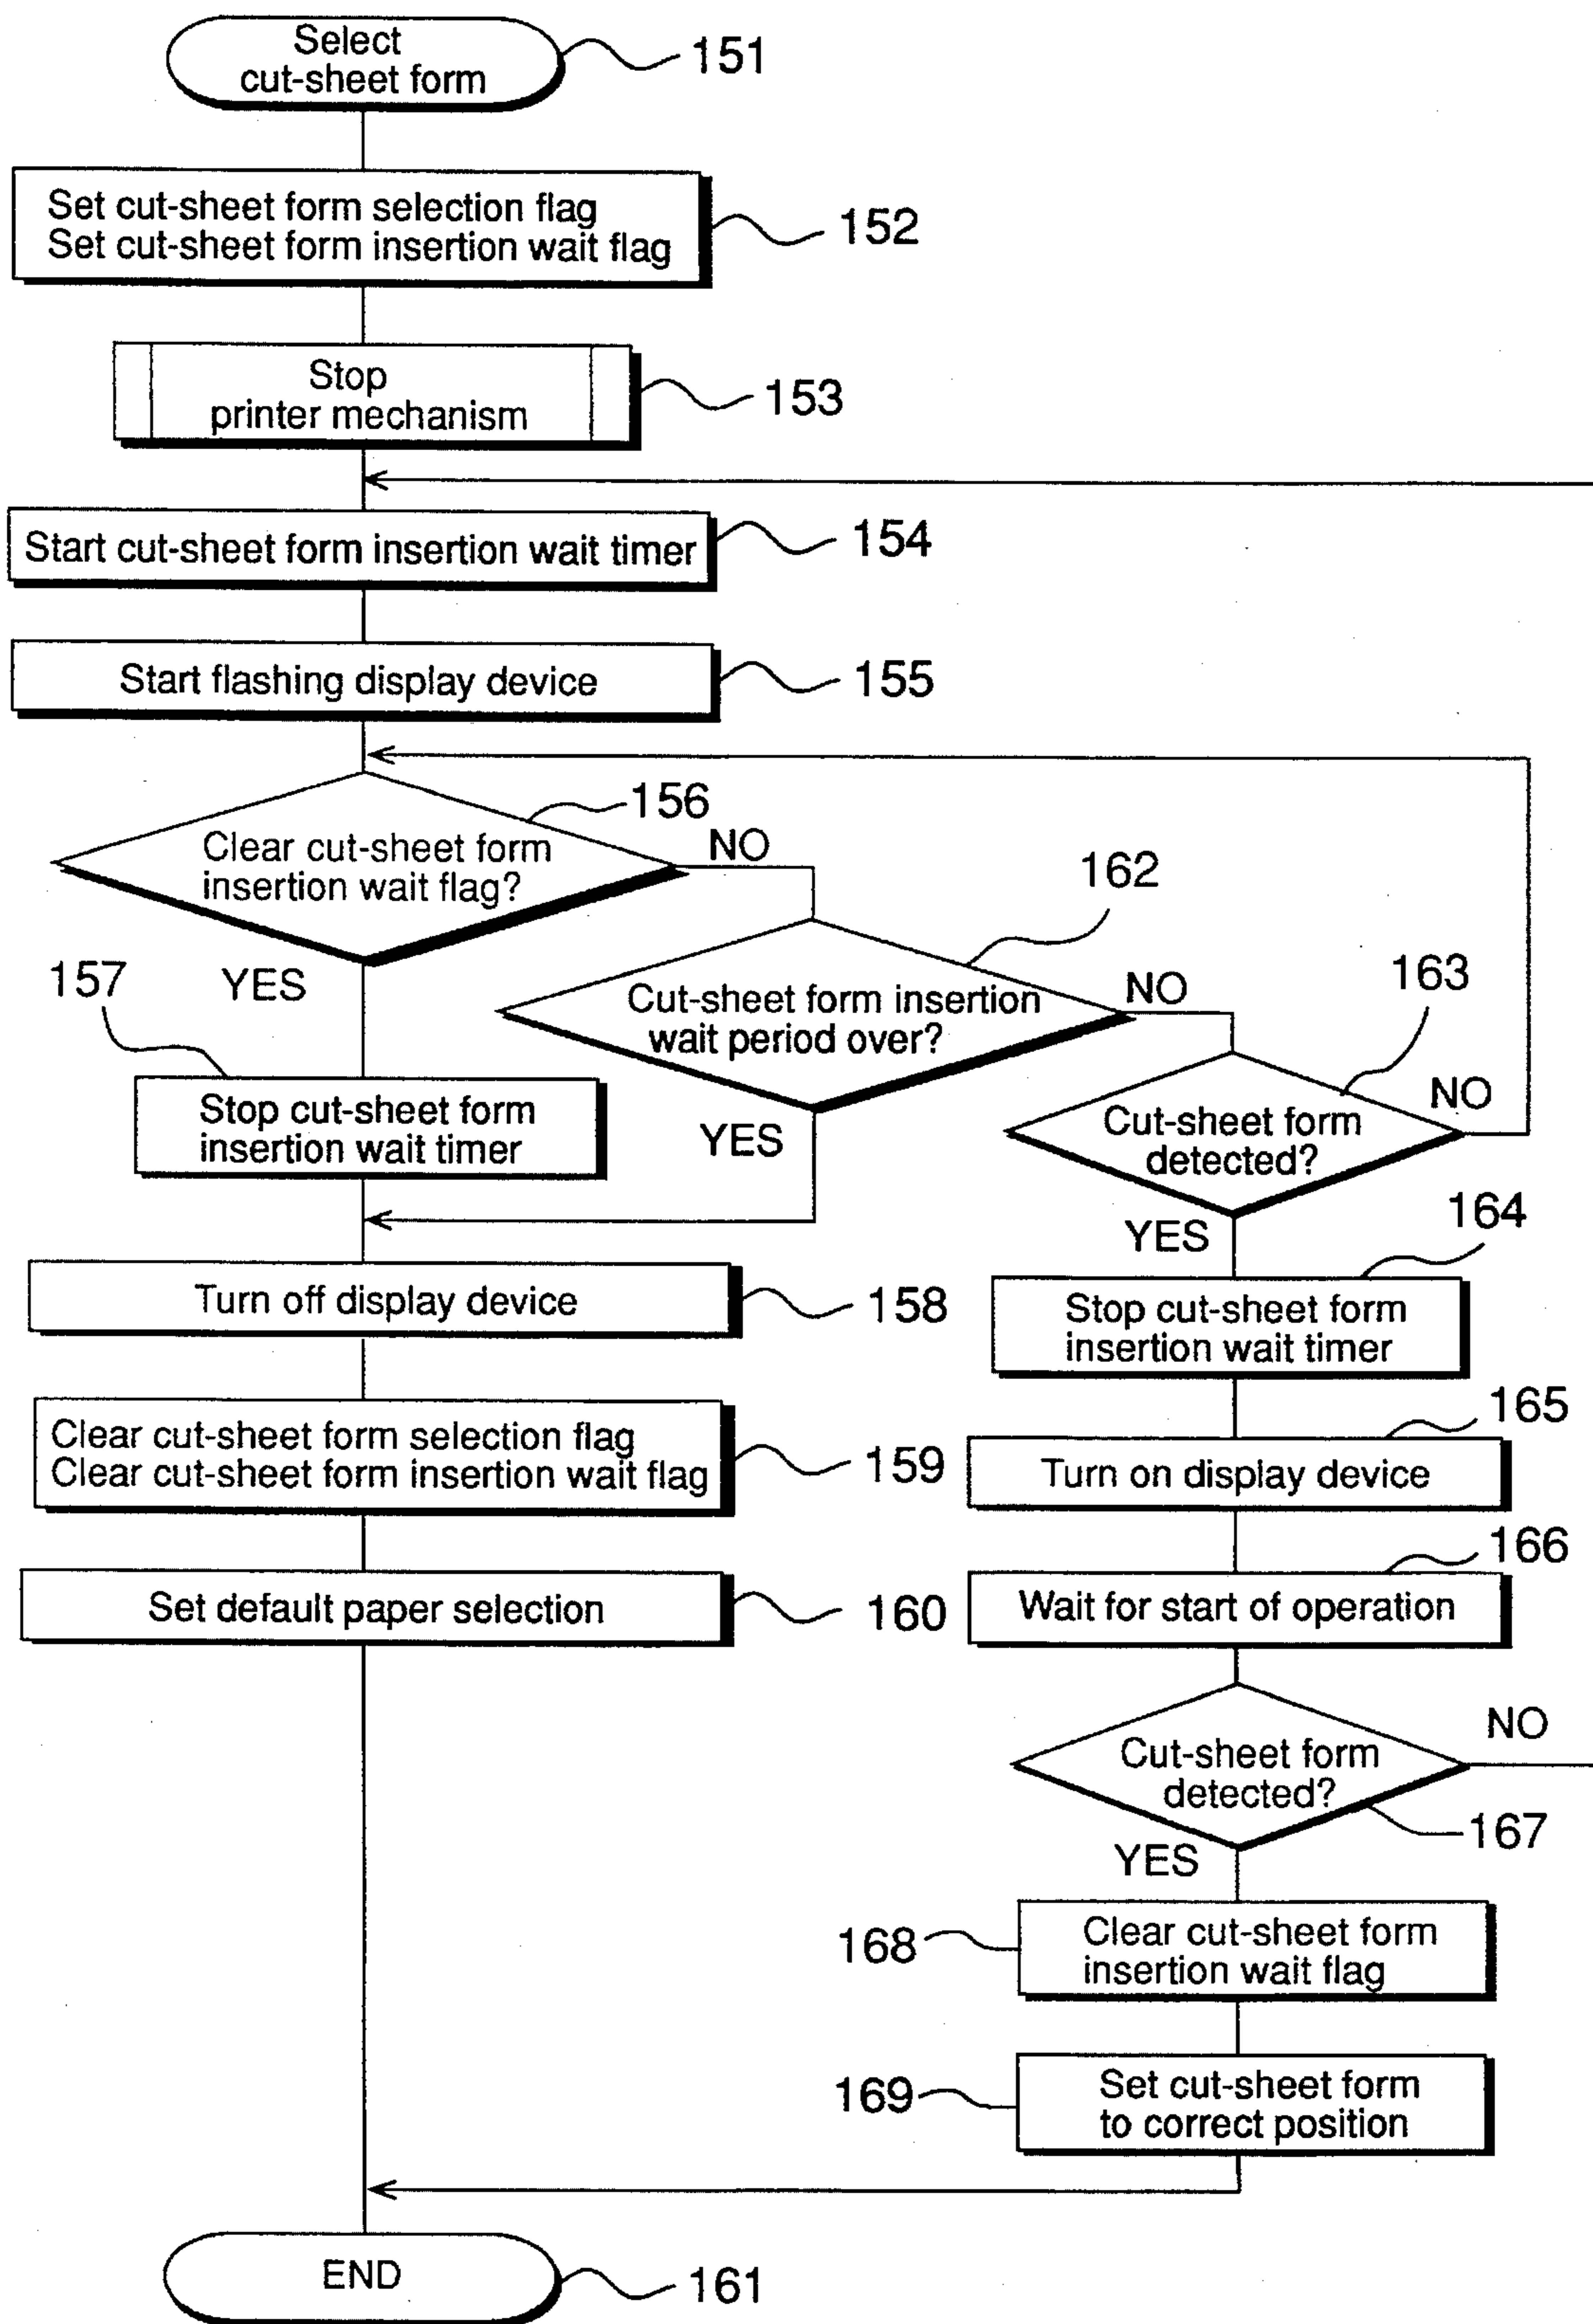 Select
cut-sheet form
151
Set cut-sheet form selection flag
Set cut-sheet form insertion wait flag
152
Stop
printer mechanism
153
Start cut-sheet form insertion wait timer
154
Start flashing display device
155
156
Clear cut-sheet form
insertion wait flag?
NO
YES
162
Cut-sheet form insertion
wait period over?
NO
YES
163
Cut-sheet form
detected?
NO
YES
157
Stop cut-sheet form
insertion wait timer
164
Stop cut-sheet form
insertion wait timer
Turn off display device
158
165
Turn on display device
Clear cut-sheet form selection flag
Clear cut-sheet form insertion wait flag
159
166
Wait for start of operation
Set default paper selection
160
Cut-sheet form
detected?
NO
167
YES
168
Clear cut-sheet form
insertion wait flag
169
Set cut-sheet form
to correct position
END
161